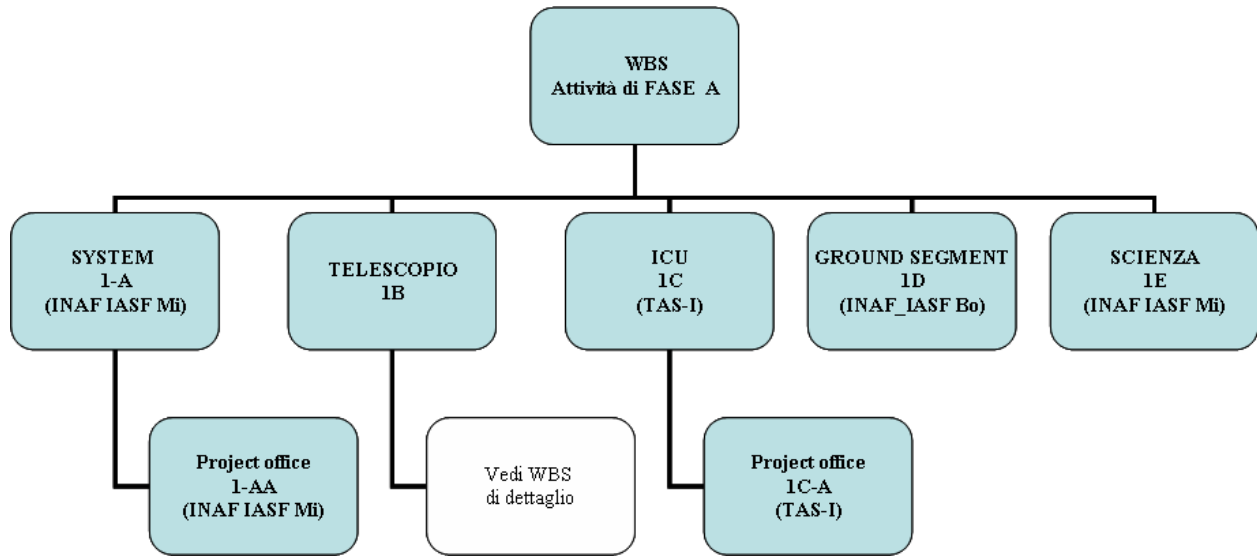 WBS
Attività di FASE A
SYSTEM
1-A
(INAF IASF Mi)
TELESCOPIO
1B
ICU
1C
(TAS-I)
GROUND SEGMENT
1D
(INAF_IASF Bo)
SCIENZA
1E
(INAF IASF Mi)
Project office
1-AA
(INAF IASF Mi)
Vedi WBS
di dettaglio
Project office
1C-A
(TAS-I)